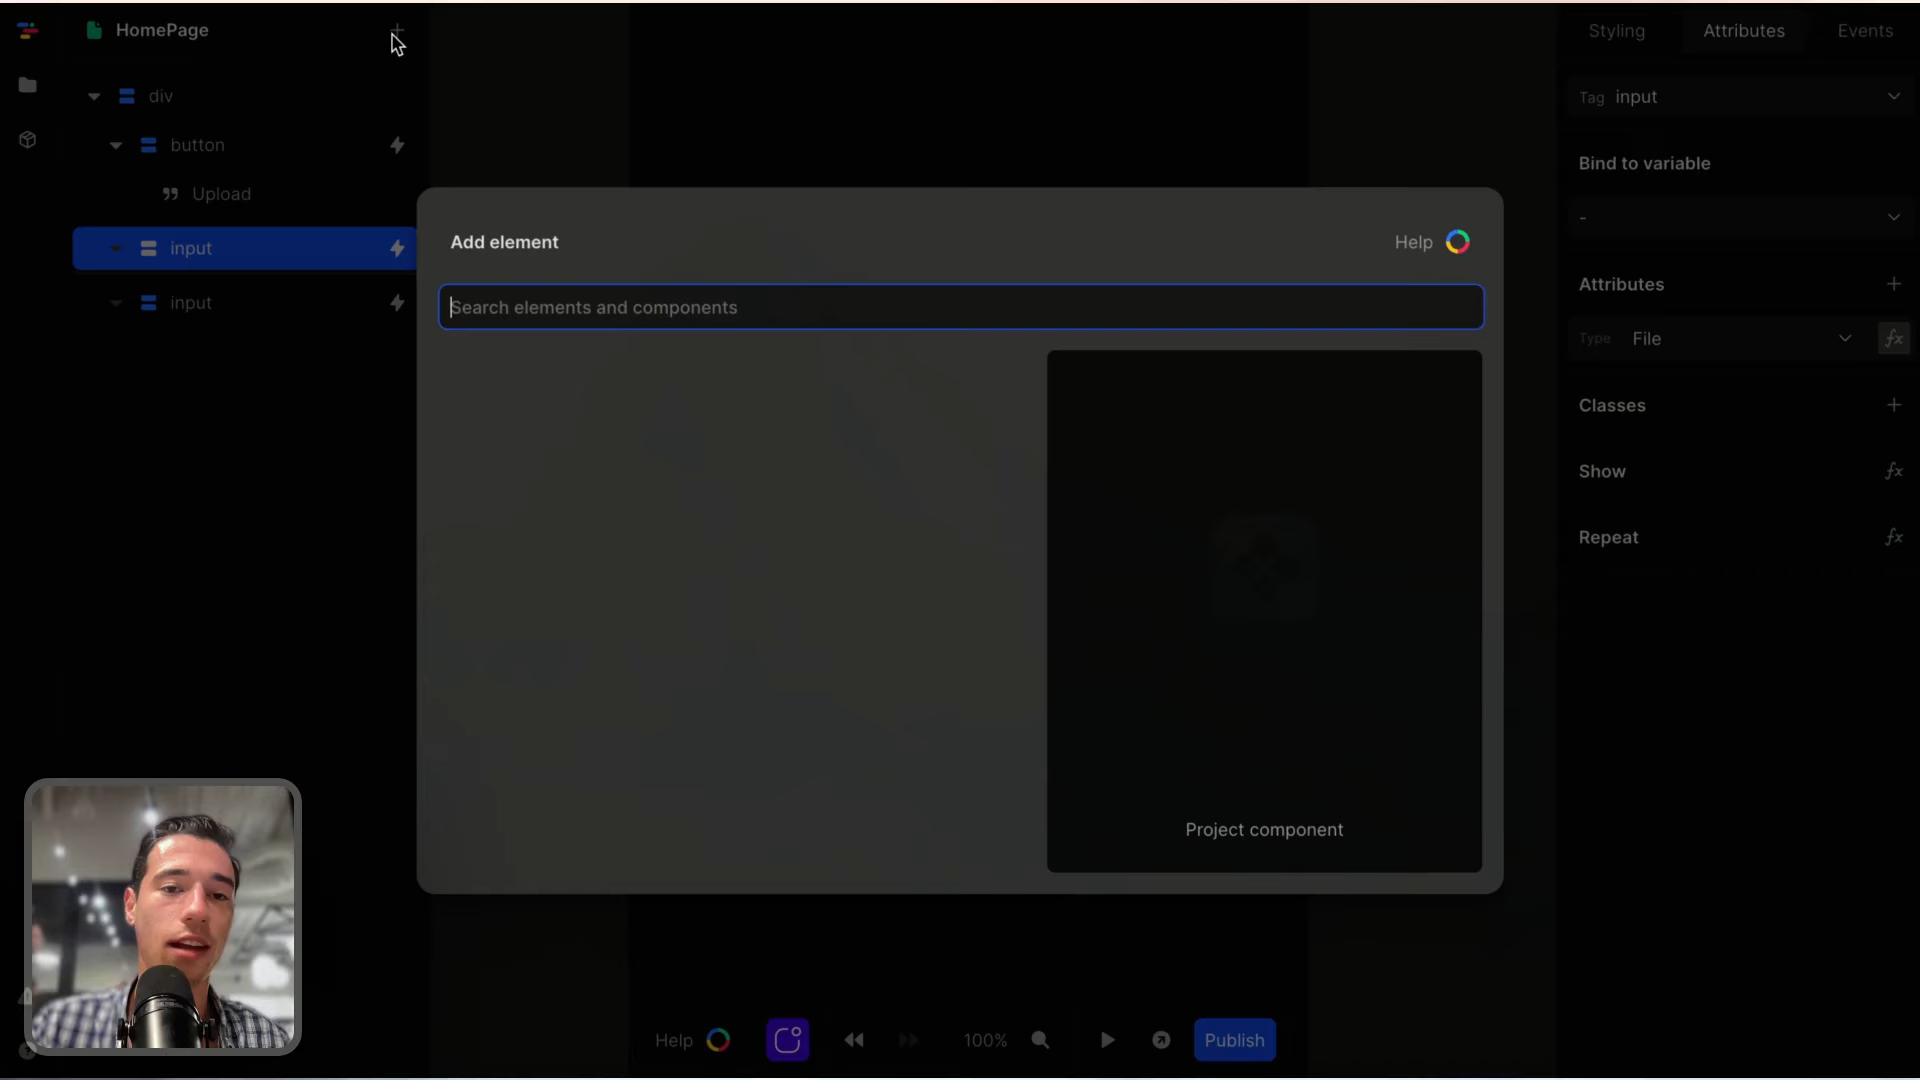 HomePage
div
button
Upload
input
input
Add element
Help
Search elements and components
Project component
Styling
Attributes
Events
Tag input
Bind to variable
-
Attributes
Type File
Classes
Show
Repeat
Help
100%
Publish